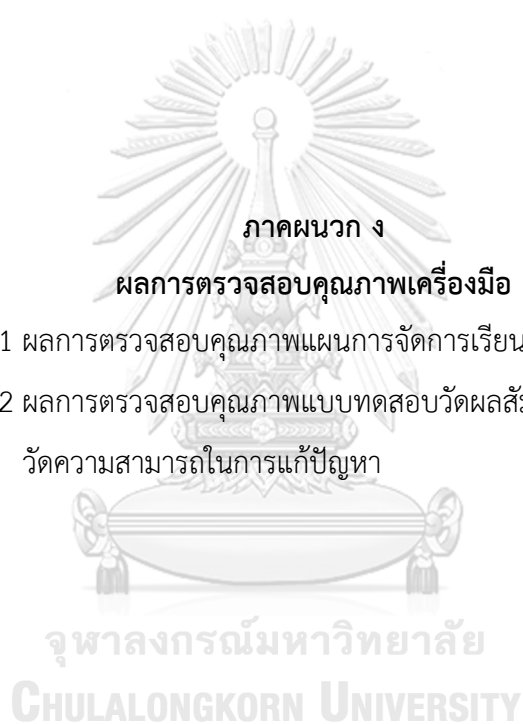 ภาคผนวก ง
ผลการตรวจสอบคุณภาพเครื่องมือ
1 ผลการตรวจสอบคุณภาพแผนการจัดการเรียน
2 ผลการตรวจสอบคุณภาพแบบทดสอบวัดผลสั
วัดความสามารถในการแก้ปัญหา
จุฬาลงกรณ์มหาวิทยาลัย
CHULALONGKORN UNIVERSITY